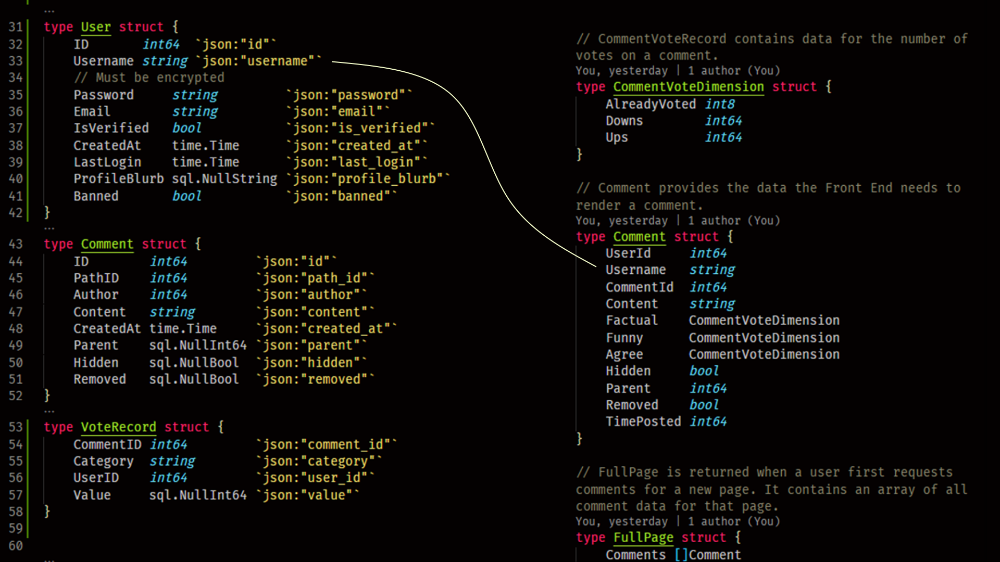 ...
31 type User struct {
32 ID int64 `json:"id"`
33 Username string `json:"username"`
34 // Must be encrypted
35 Password string `json:"password"`
36 Email string `json:"email"`
37 IsVerified bool `json:"is_verified"`
38 CreatedAt time.Time `json:"created_at"`
39 LastLogin time.Time `json:"last_login"`
40 ProfileBlurb sql.NullString `json:"profile_blurb"`
41 Banned bool `json:"banned"`
42 }
...
43 type Comment struct {
44 ID int64 `json:"id"`
45 PathID int64 `json:"path_id"`
46 Author int64 `json:"author"`
47 Content string `json:"content"`
48 CreatedAt time.Time `json:"created_at"`
49 Parent sql.NullInt64 `json:"parent"`
50 Hidden sql.NullBool `json:"hidden"`
51 Removed sql.NullBool `json:"removed"`
52 }
...
53 type VoteRecord struct {
54 CommentID int64 `json:"comment_id"`
55 Category string `json:"category"`
56 UserID int64 `json:"user_id"`
57 Value sql.NullInt64 `json:"value"`
58 }
59
60
...
// CommentVoteRecord contains data for the number of
votes on a comment.
You, yesterday | 1 author (You)
type CommentVoteDimension struct {
AlreadyVoted int8
Downs int64
Ups int64
}
// Comment provides the data the Front End needs to
render a comment.
You, yesterday | 1 author (You)
type Comment struct {
UserId int64
Username string
CommentId int64
Content string
Factual CommentVoteDimension
Funny CommentVoteDimension
Agree CommentVoteDimension
Hidden bool
Parent int64
Removed bool
TimePosted int64
}
// FullPage is returned when a user first requests
comments for a new page. It contains an array of all
comment data for that page.
You, yesterday | 1 author (You)
type FullPage struct {
Comments []Comment